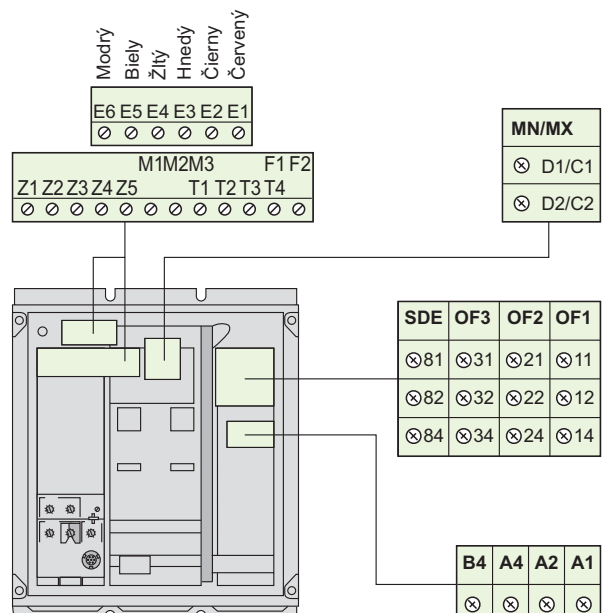 Modrý
Biely
Žltý
Hnedý
Čierny
Červený
E6 E5 E4 E3 E2 E1
M1M2M3 F1 F2
Z1 Z2 Z3 Z4 Z5 T1 T2 T3 T4
MN/MX
D1/C1
D2/C2
SDE OF3 OF2 OF1
81 31 21 11
82 32 22 12
84 34 24 14
B4 A4 A2 A1